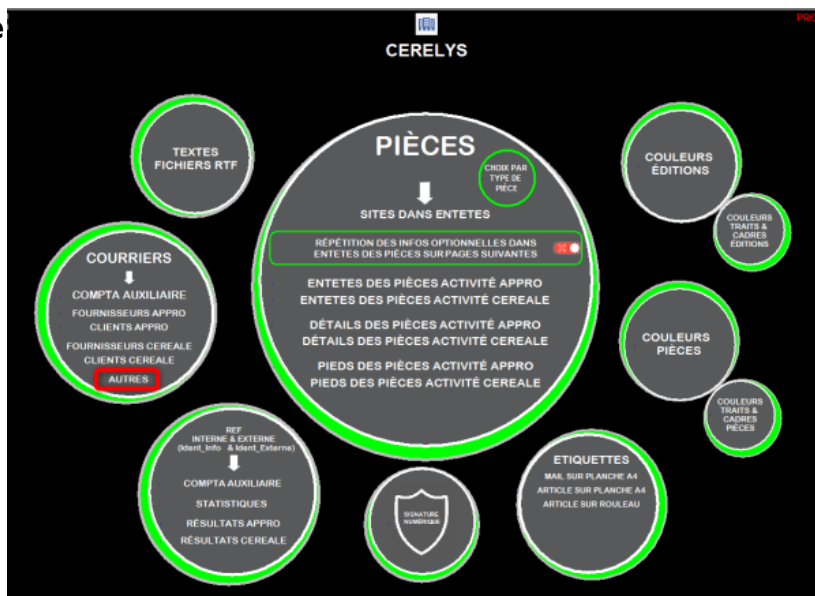 e
PRO
CERELYS
TEXTES
FICHIERS RTF
PIÈCES
CHOIX PAR
TYPE DE
PIÈCE
SITES DANS ENTETES
RÉPÉTITION DES INFOS OPTIONNELLES DANS
ENTETES DES PIÈCES SUR PAGES SUIVANTES
ENTETES DES PIÈCES ACTIVITÉ APPRO
ENTETES DES PIÈCES ACTIVITÉ CEREALE
DÉTAILS DES PIÈCES ACTIVITÉ APPRO
DÉTAILS DES PIÈCES ACTIVITÉ CEREALE
PIEDS DES PIÈCES ACTIVITÉ APPRO
PIEDS DES PIÈCES ACTIVITÉ CEREALE
COULEURS
ÉDITIONS
COULEURS
TRAITS &
CADRES
ÉDITIONS
COURRIERS
COMPTA AUXILIAIRE
FOURNISSEURS APPRO
CLIENTS APPRO
FOURNISSEURS CEREALE
CLIENTS CEREALE
AUTRES
COULEURS
PIÈCES
COULEURS
TRAITS &
CADRES
PIÈCES
REF
INTERNE & EXTERNE
(Ident_Info & Ident_Externe)
COMPTA AUXILIAIRE
STATISTIQUES
RÉSULTATS APPRO
RÉSULTATS CEREALE
SIGNATURE
NUMÉRIQUE
ETIQUETTES
MAIL SUR PLANCHE A4
ARTICLE SUR PLANCHE A4
ARTICLE SUR ROULEAU